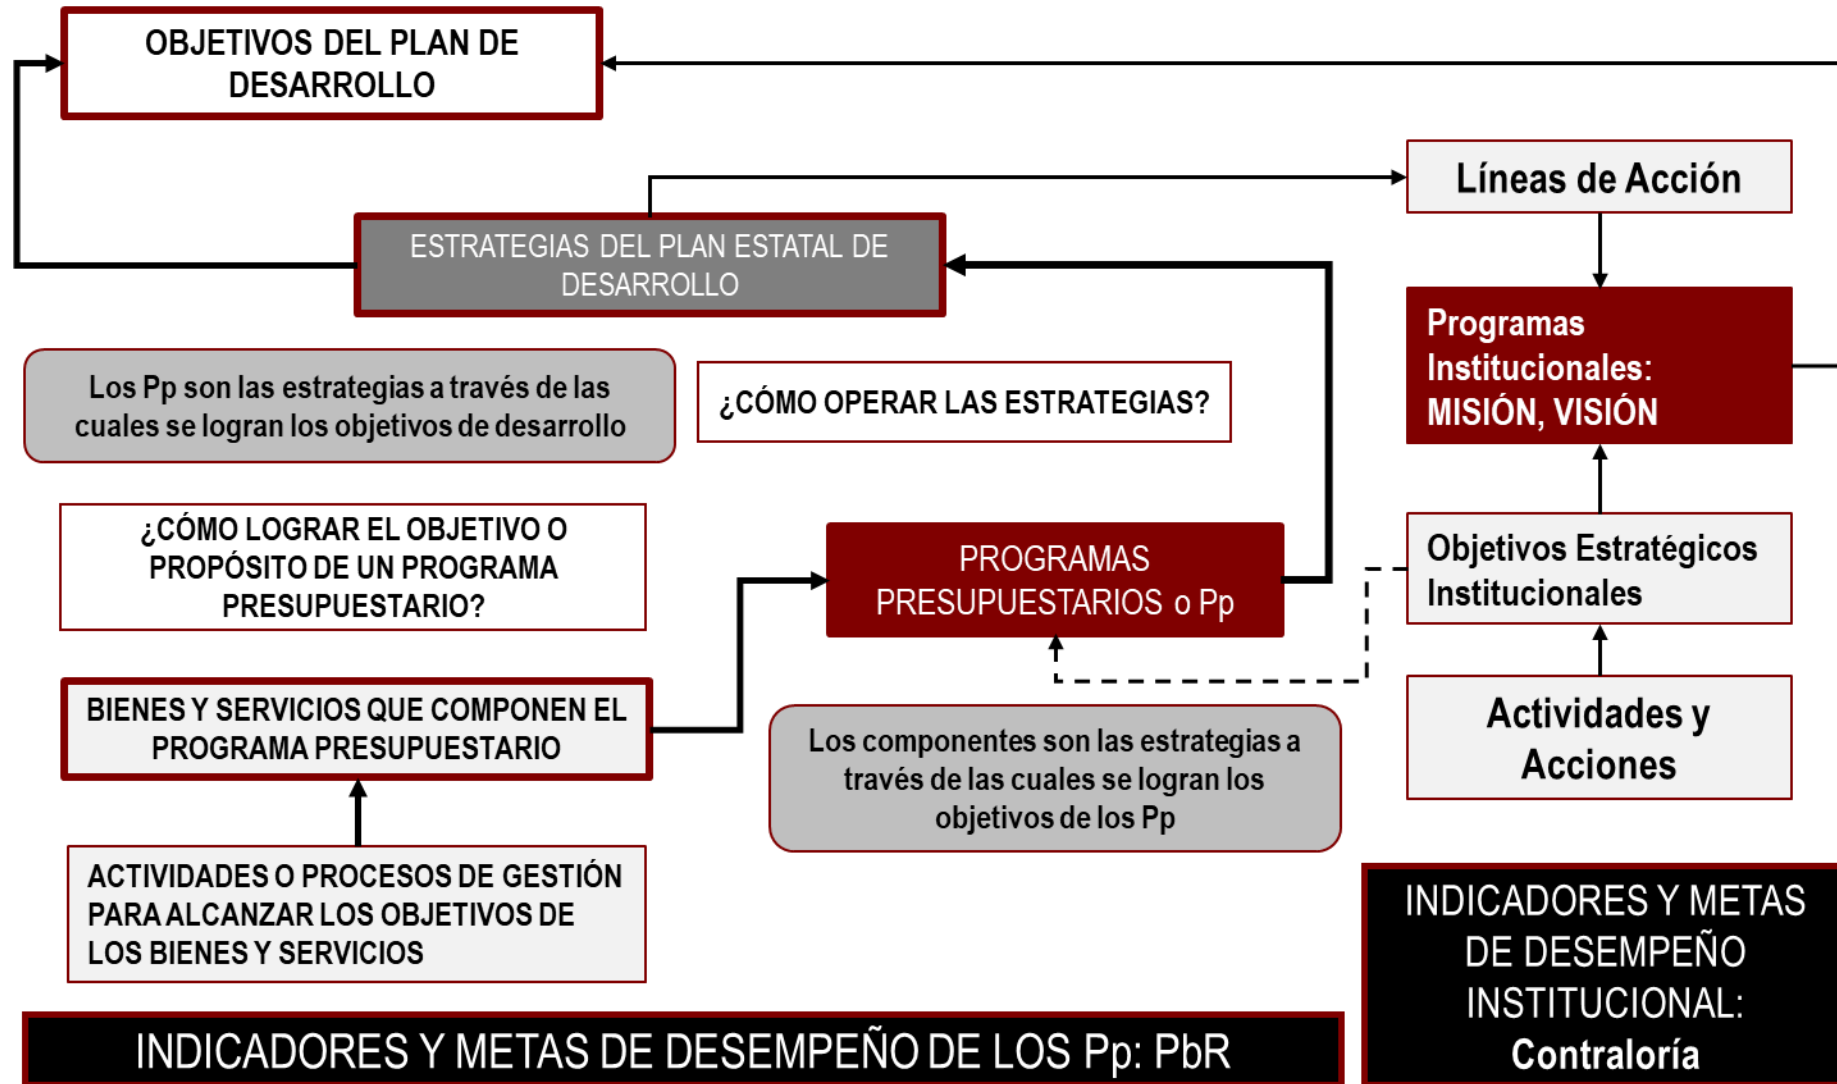 OBJETIVOS DEL PLAN DE
DESARROLLO
Líneas de Acción
ESTRATEGIAS DEL PLAN ESTATAL DE
DESARROLLO
Programas
Institucionales:
MISIÓN, VISIÓN
Los Pp son las estrategias a través de las
cuales se logran los objetivos de desarrollo
¿CÓMO OPERAR LAS ESTRATEGIAS?
¿CÓMO LOGRAR EL OBJETIVO O
PROPÓSITO DE UN PROGRAMA
PRESUPUESTARIO?
PROGRAMAS
PRESUPUESTARIOS o Pp
Objetivos Estratégicos
Institucionales
BIENES Y SERVICIOS QUE COMPONEN EL
PROGRAMA PRESUPUESTARIO
Los componentes son las estrategias a
través de las cuales se logran los
objetivos de los Pp
Actividades y
Acciones
ACTIVIDADES O PROCESOS DE GESTIÓN
PARA ALCANZAR LOS OBJETIVOS DE
LOS BIENES Y SERVICIOS
INDICADORES Y METAS DE DESEMPEÑO DE LOS Pp: PbR
INDICADORES Y METAS
DE DESEMPEÑO
INSTITUCIONAL:
Contraloría